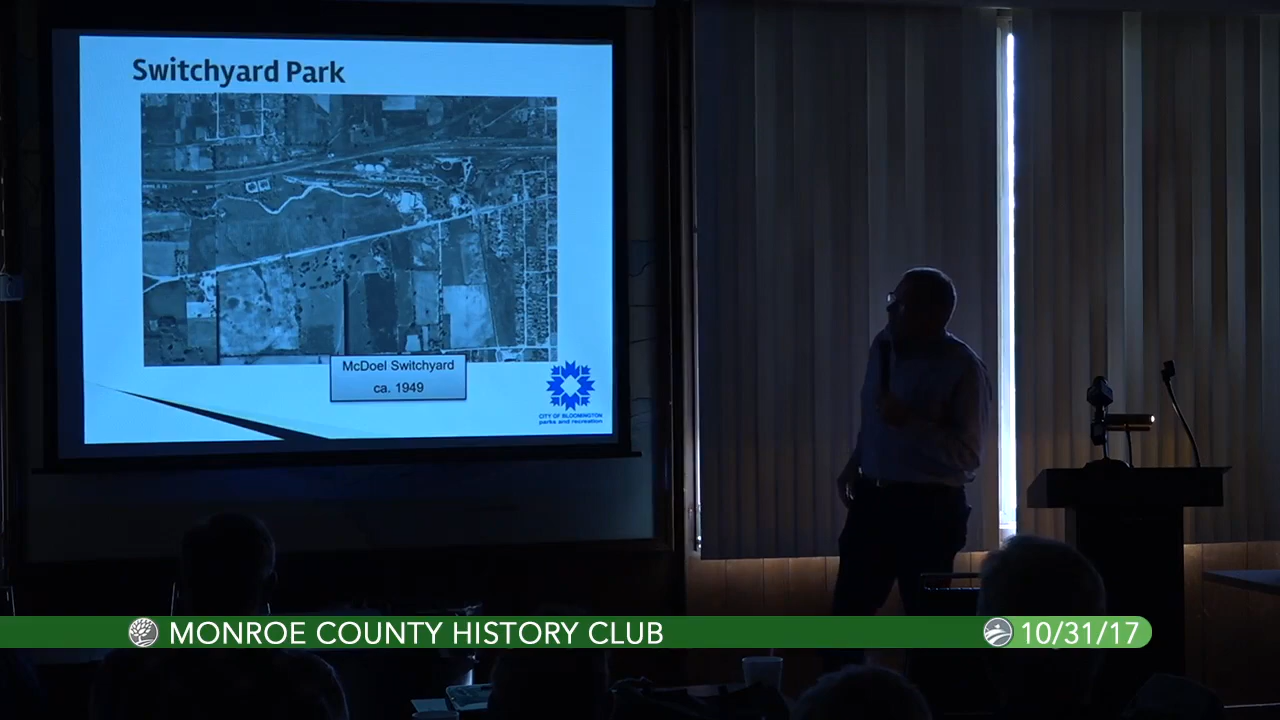 Switchyard Park
McDoel Switchyard
ca. 1949
CITY OF BLOOMINGTON
parks and recreation
MONROE COUNTY HISTORY CLUB
10/31/17